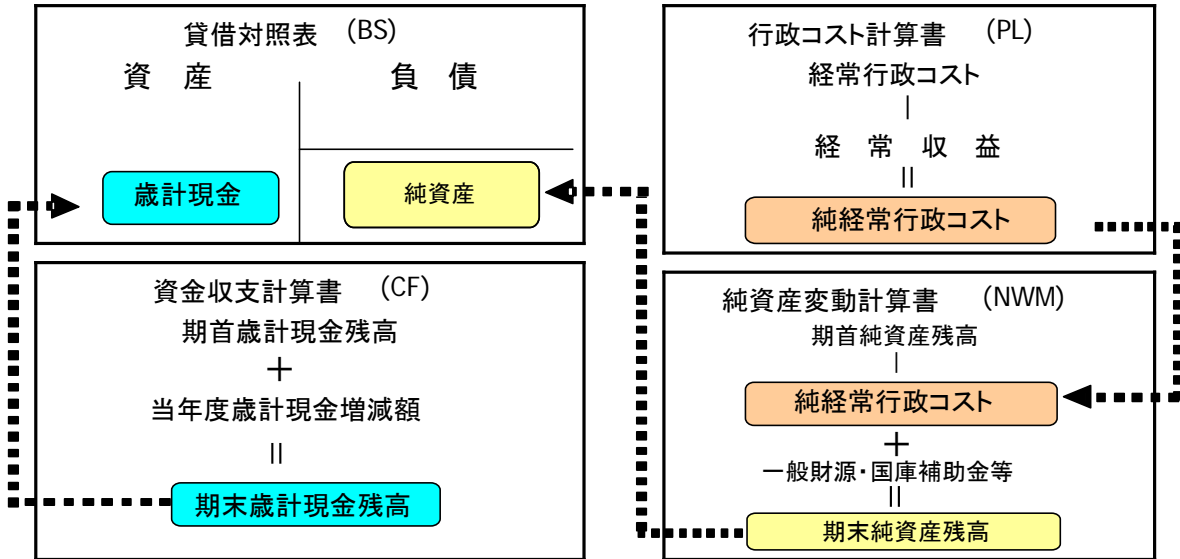 貸借対照表 (BS)
資 産 負 債
歳計現金 純資産
資金収支計算書 (CF)
期首歳計現金残高
＋
当年度歳計現金増減額
＝
期末歳計現金残高
行政コスト計算書 (PL)
経常行政コスト
－
経 常 収 益
＝
純経常行政コスト
純資産変動計算書 (NWM)
期首純資産残高
－
純経常行政コスト
＋
一般財源・国庫補助金等
＝
期末純資産残高